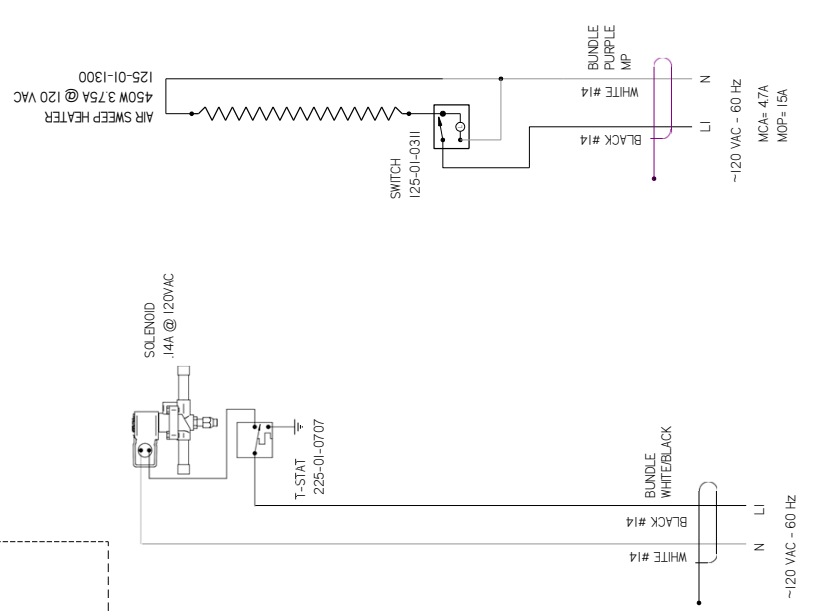 AIR SWEEP HEATER
450W 3.75A @ 120 VAC
125-01-1300
SWITCH
125-01-0311
BUNDLE
PURPLE
MP
WHITE #14
BLACK #14
N
L1
~120 VAC - 60 Hz
MCA= 4.7A
MOP= 15A
SOLENOID
.14A @ 120VAC
T-STAT
225-01-0707
BUNDLE
WHITE/BLACK
BLACK #14
WHITE #14
L1
N
~120 VAC - 60 Hz